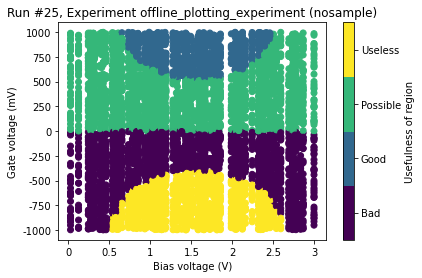 Run #25, Experiment offline_plotting_experiment (nosample)
1000
750
500
250
0
-250
-500
-750
-1000
Gate voltage (mV)
0
0.5
1
1.5
2
2.5
3
Bias voltage (V)
Useless
Possible
Good
Bad
Usefulness of region